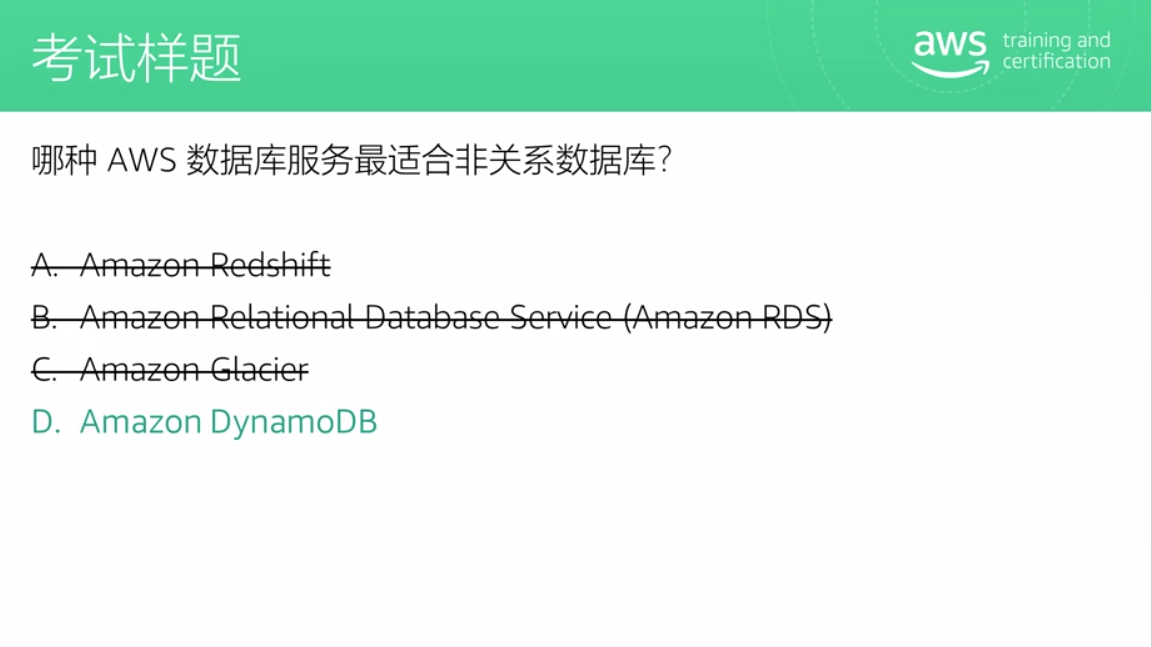 考试样题
aws training and
certification
哪种 AWS 数据库服务最适合非关系数据库?
A. Amazon Redshift
B. Amazon Relational Database Service (Amazon RDS)
C. Amazon Glacier
D. Amazon DynamoDB